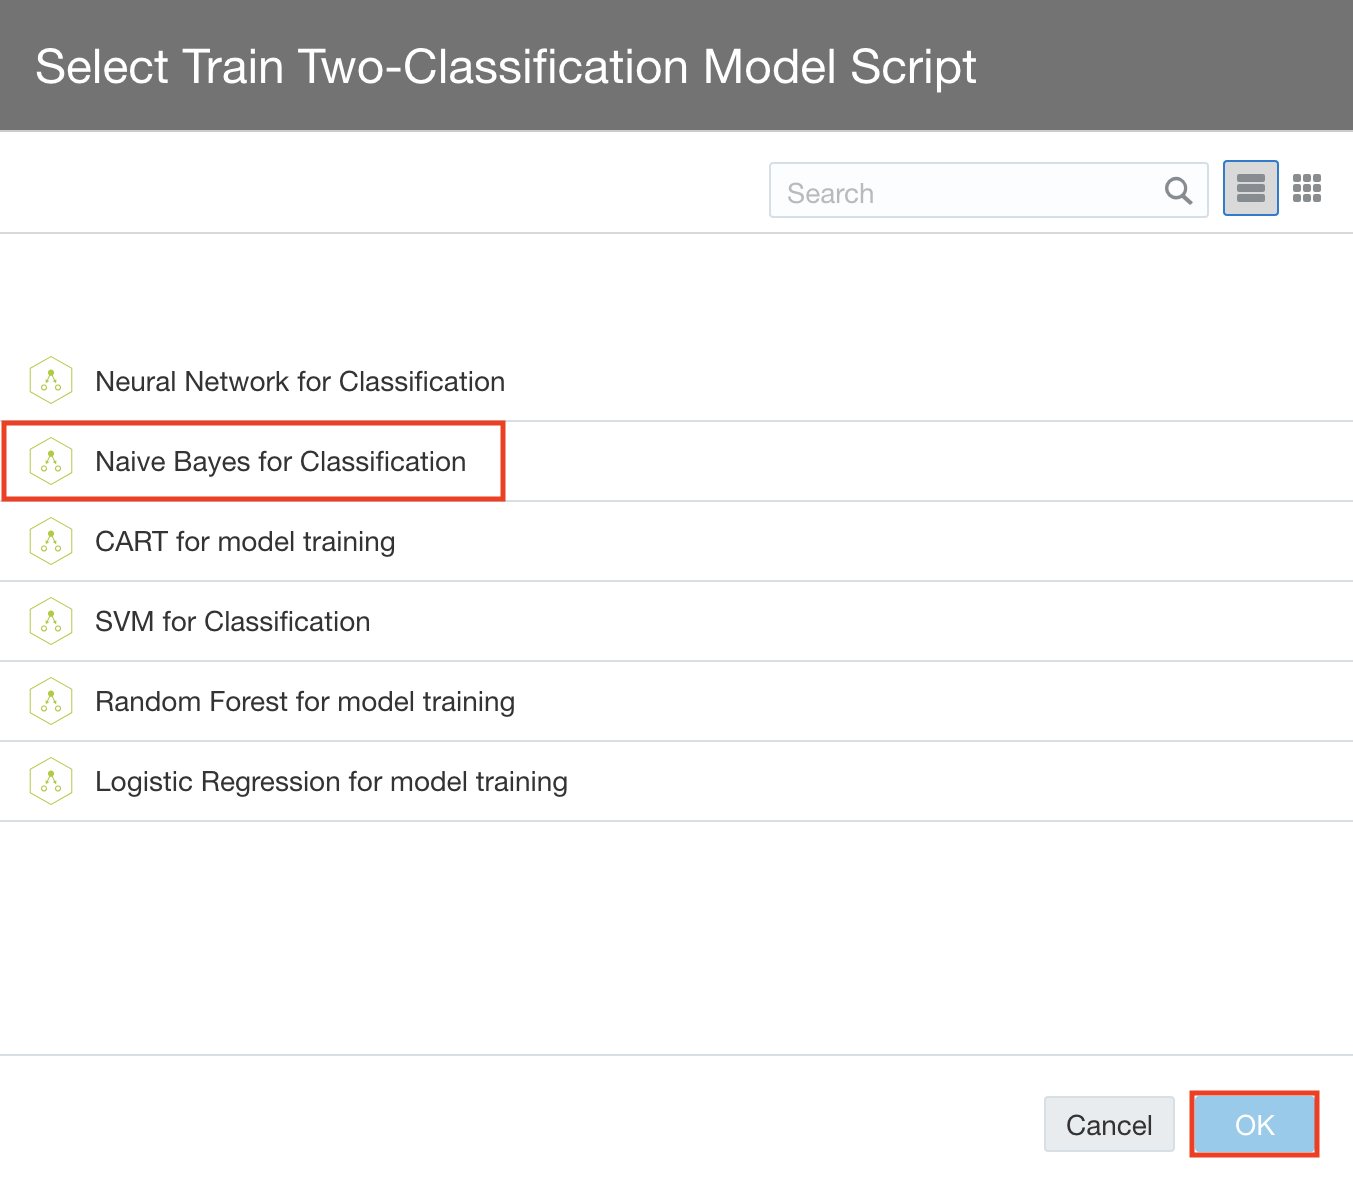 Select Train Two-Classification Model Script
Search
Neural Network for Classification
Naive Bayes for Classification
CART for model training
SVM for Classification
Random Forest for model training
Logistic Regression for model training
Cancel
OK